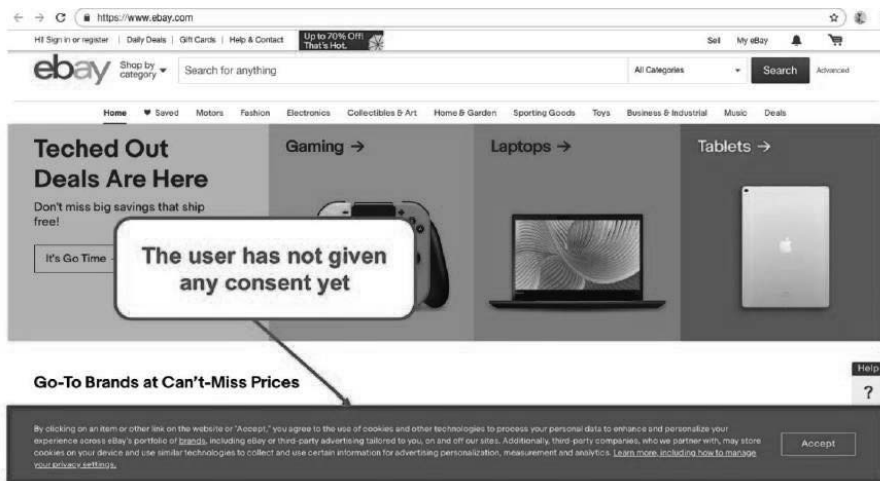 https://www.ebay.com
Hi! Sign in or register | Daily Deals | Gift Cards | Help & Contact
Up to 70% Off!
That's Hot.
Sell My eBay
ebay
Shop by
category
Search for anything
All Categories
Search
Advanced
Home Saved Motors Fashion Electronics Collectibles & Art Home & Garden Sporting Goods Toys Business & Industrial Music Deals
Teched Out
Deals Are Here
Don't miss big savings that ship
free!
It's Go Time
Gaming →
Laptops →
Tablets →
The user has not given
any consent yet
Go-To Brands at Can't-Miss Prices
Help
?
By clicking on an item or other link on the website or "Accept," you agree to the use of cookies and other technologies to process your personal data to enhance and personalize your
experience across eBay's portfolio of brands, including eBay or third-party advertising tailored to you, on and off our sites. Additionally, third-party companies, who we partner with, may store
cookies on your device and use similar technologies to collect and use certain information for advertising personalization, measurement and analytics. Learn more, including how to manage
your privacy settings.
Accept